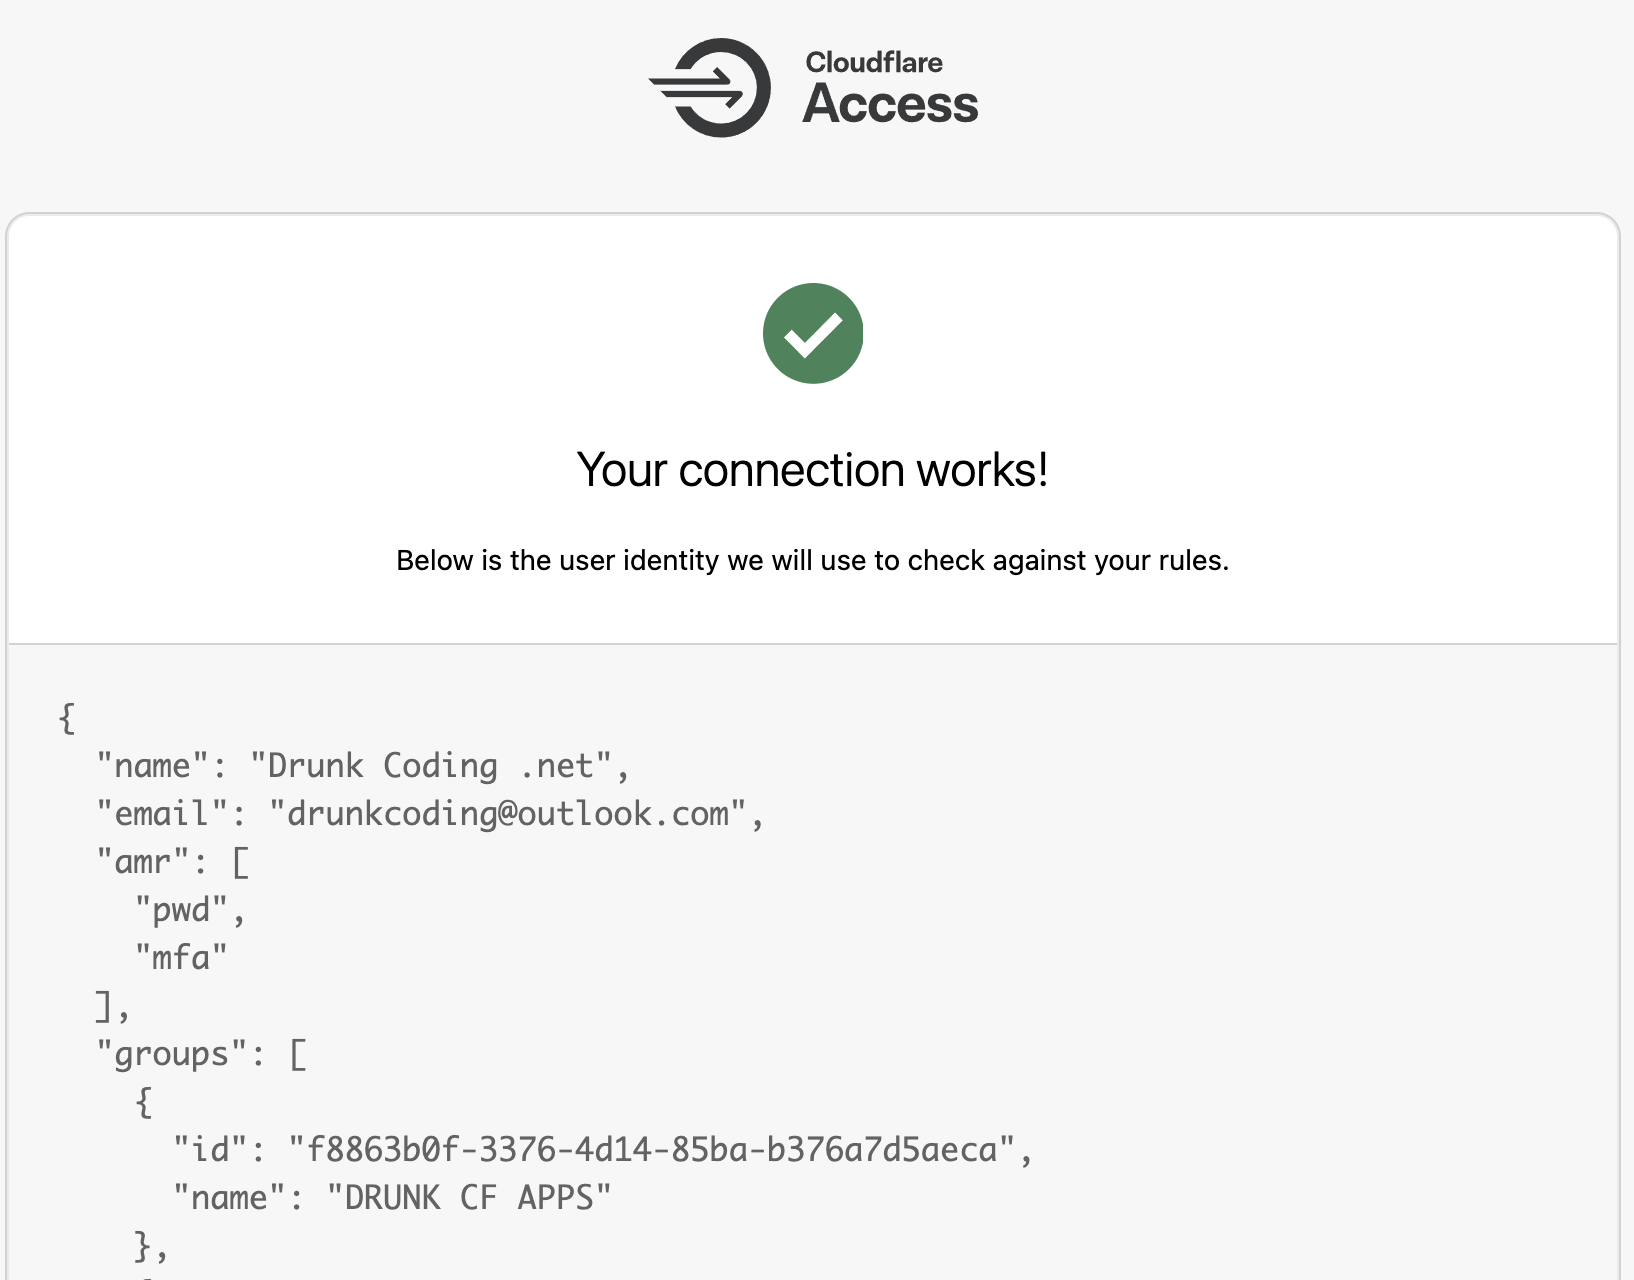 Cloudflare
Access
Your connection works!
Below is the user identity we will use to check against your rules.
{
"name": "Drunk Coding .net",
"email": "drunkcoding@outlook.com",
"amr": [
"pwd",
"mfa"
],
"groups": [
{
"id": "f8863b0f-3376-4d14-85ba-b376a7d5aeca",
"name": "DRUNK CF APPS"
},